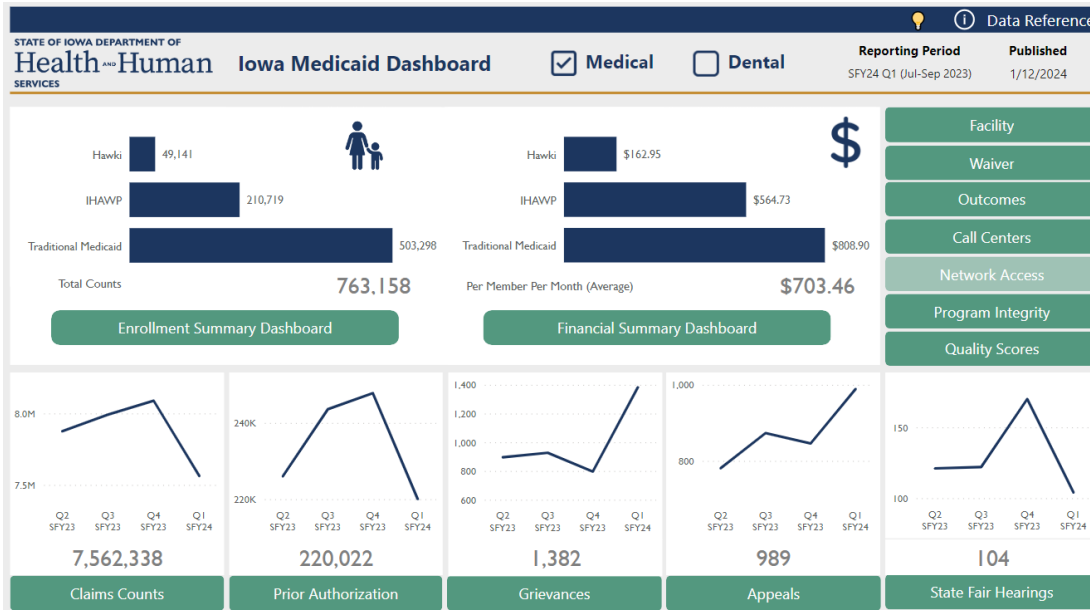 Data Reference
STATE OF IOWA DEPARTMENT OF
Health AND Human
SERVICES
Iowa Medicaid Dashboard
Medical
Dental
Reporting Period
SFY24 Q1 (Jul-Sep 2023)
Published
1/12/2024
Hawki
49,141
IHAWP
210,719
Traditional Medicaid
503,298
Total Counts
763,158
Enrollment Summary Dashboard
$
Hawki
$162.95
IHAWP
$564.73
Traditional Medicaid
$808.90
Per Member Per Month (Average)
$703.46
Financial Summary Dashboard
Facility
Waiver
Outcomes
Call Centers
Network Access
Program Integrity
Quality Scores
8.0M
7.5M
Q2 Q3 Q4 Q1
SFY23 SFY23 SFY23 SFY24
7,562,338
Claims Counts
240K
220K
Q2 Q3 Q4 Q1
SFY23 SFY23 SFY23 SFY24
220,022
Prior Authorization
1,400
1,200
1,000
800
600
Q2 Q3 Q4 Q1
SFY23 SFY23 SFY23 SFY24
1,382
Grievances
1,000
800
Q2 Q3 Q4 Q1
SFY23 SFY23 SFY23 SFY24
989
Appeals
150
100
Q2 Q3 Q4 Q1
SFY23 SFY23 SFY23 SFY24
104
State Fair Hearings